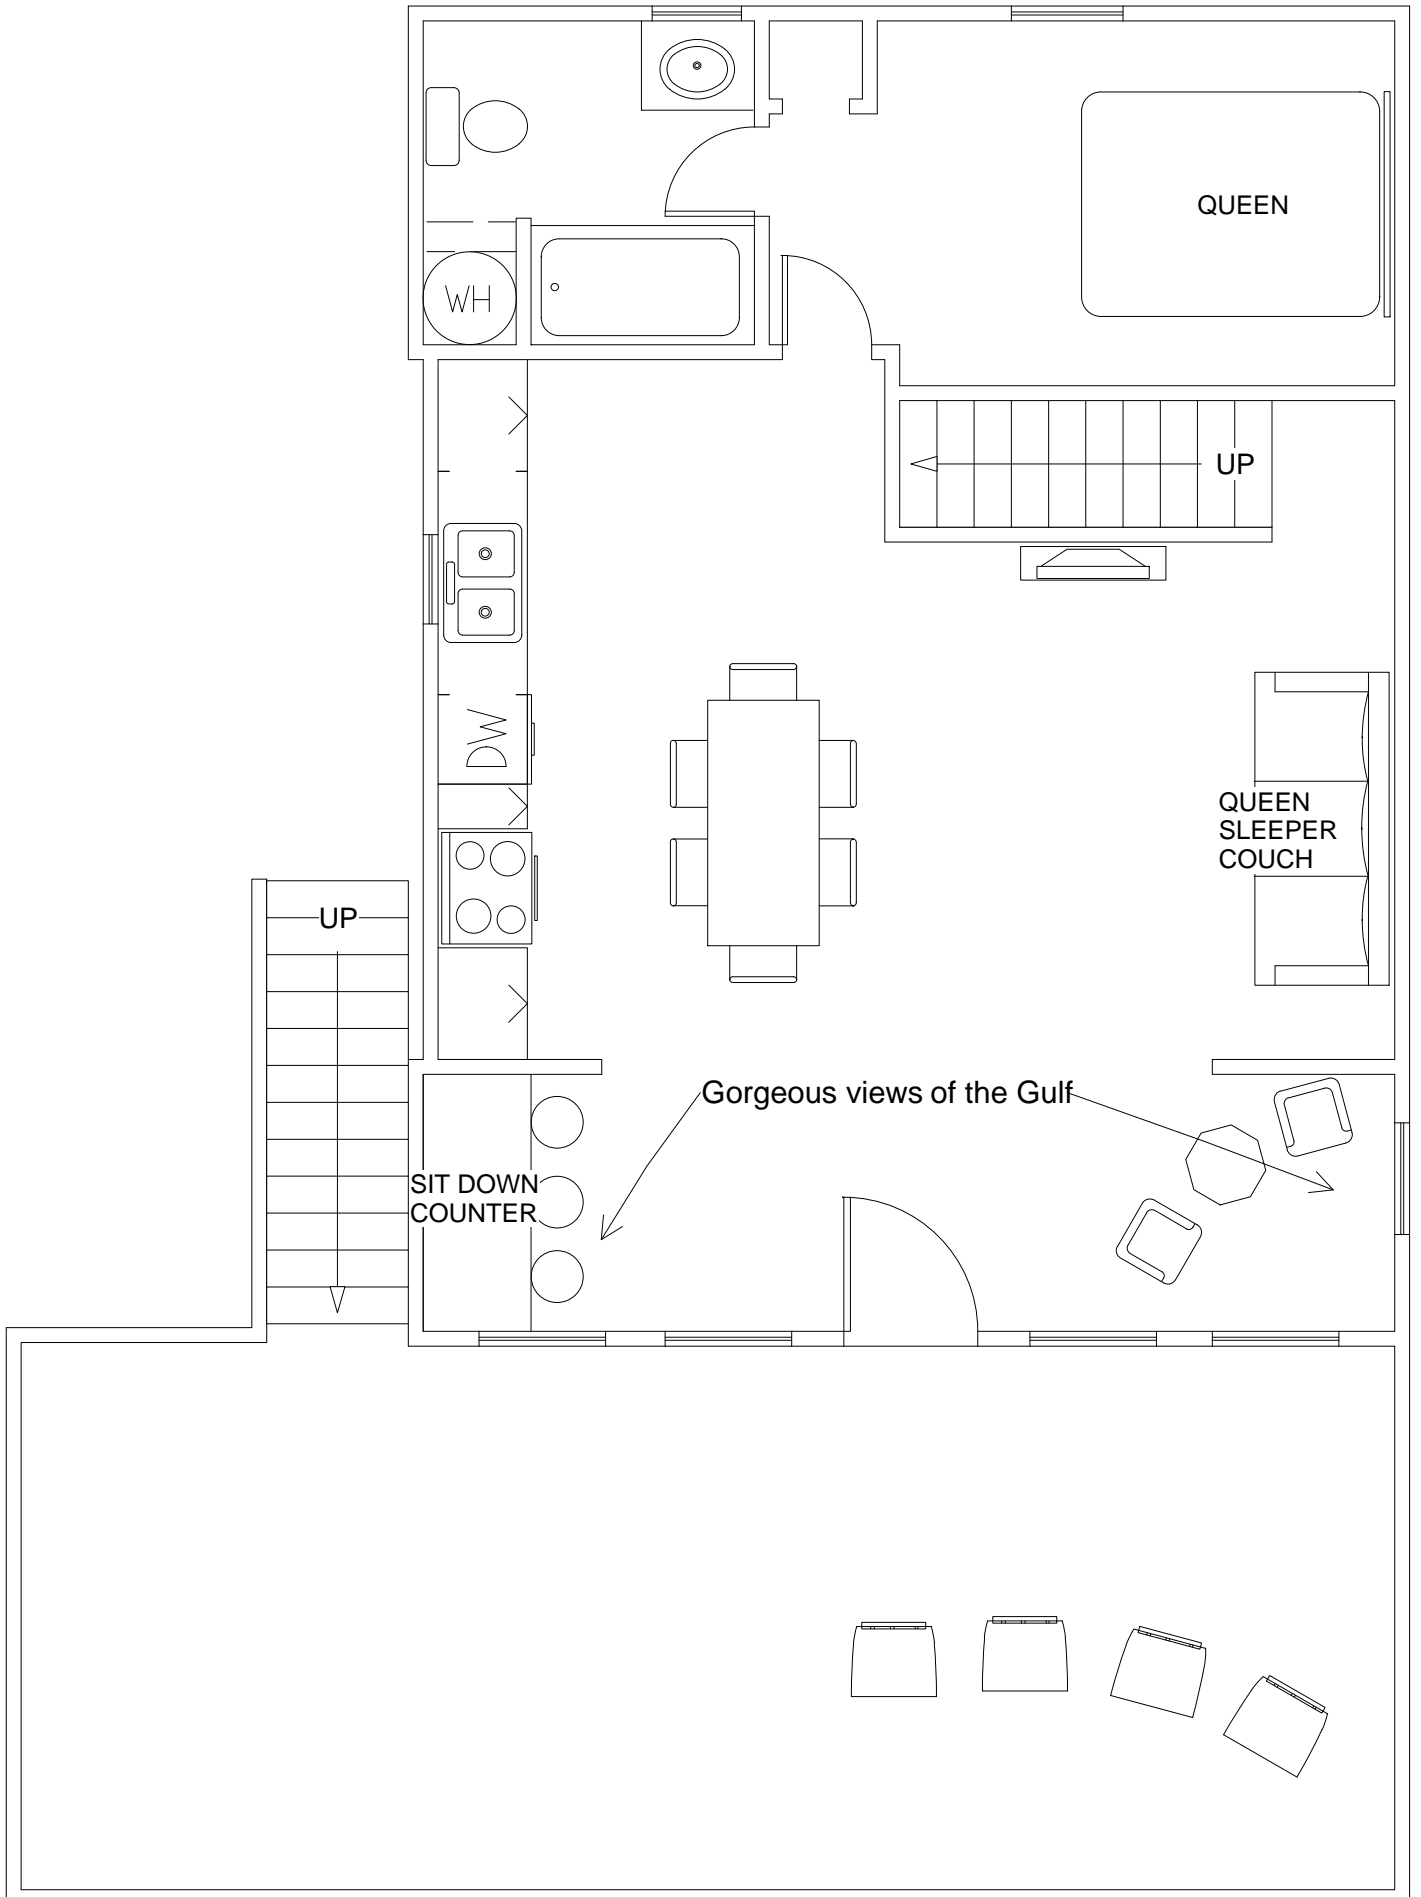 QUEEN
WH
UP
DW
QUEEN
SLEEPER
COUCH
UP
Gorgeous views of the Gulf
SIT DOWN
COUNTER